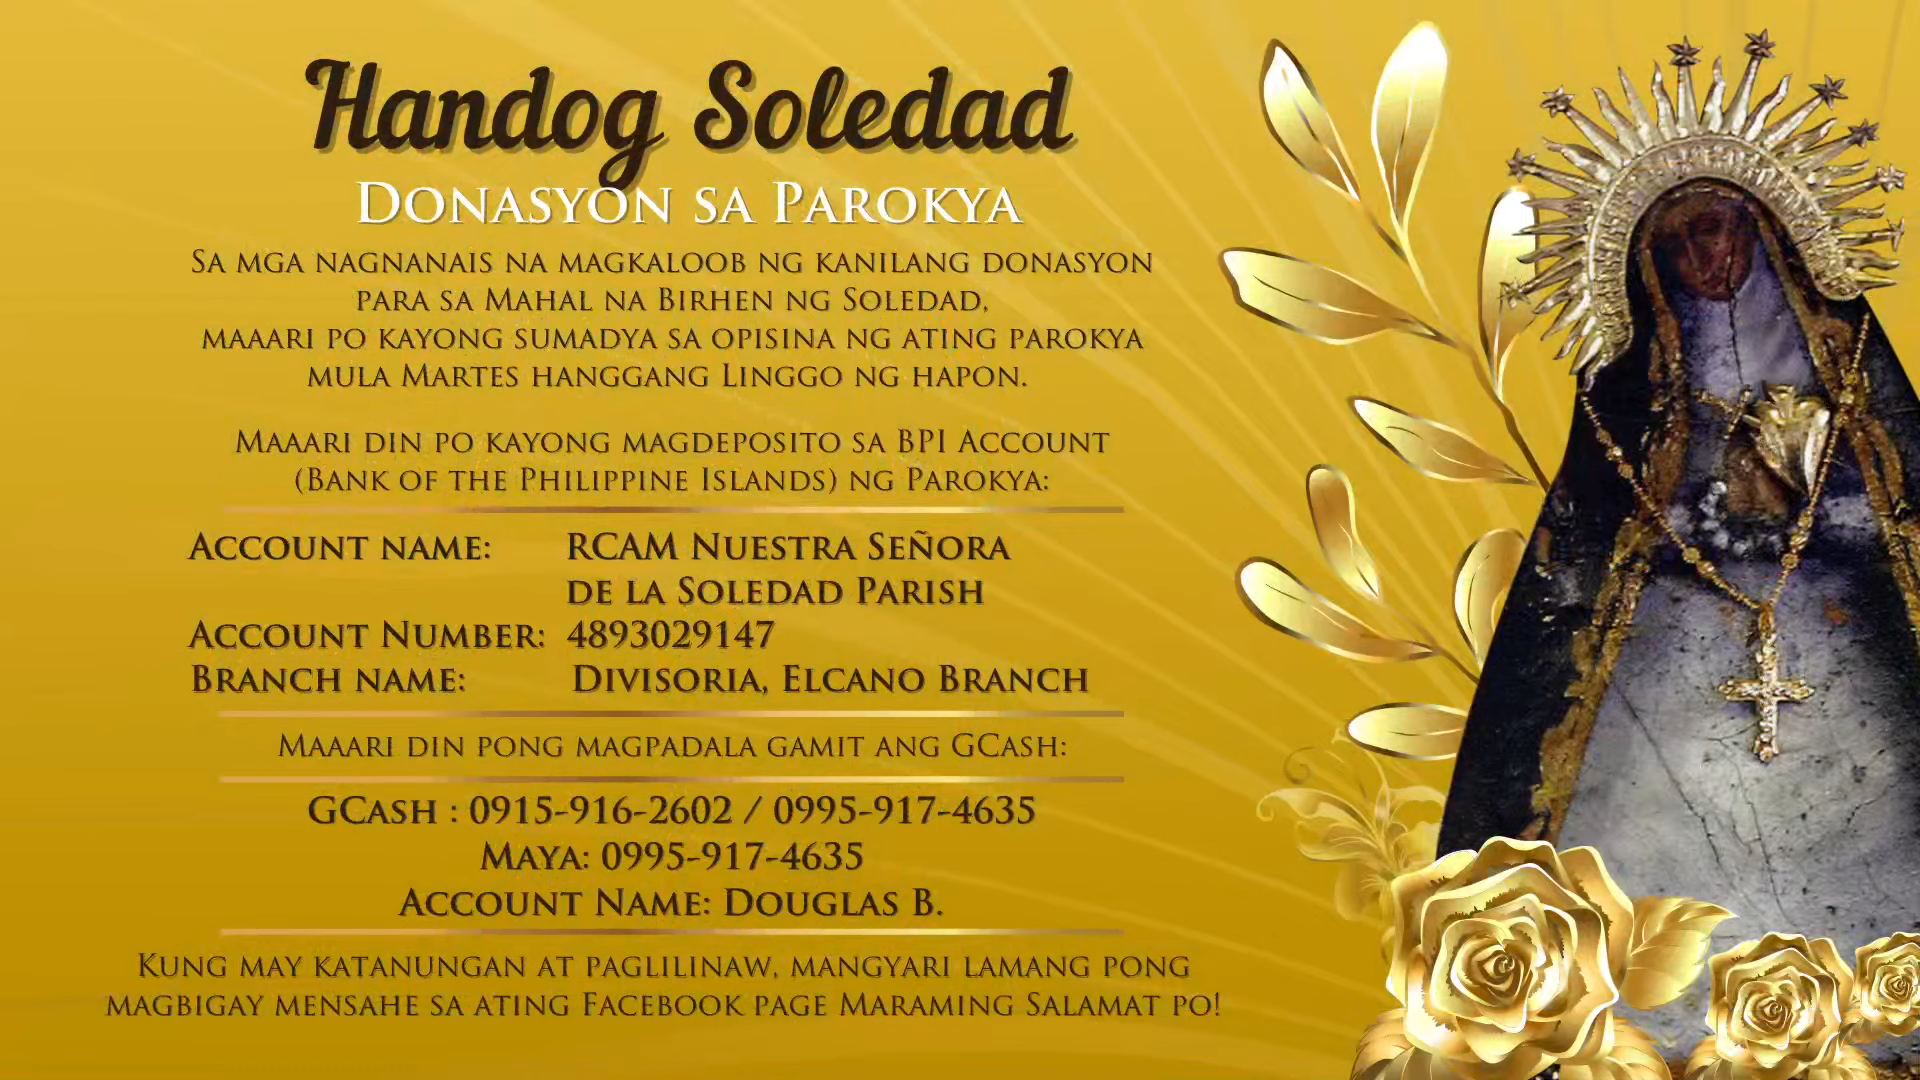 Handog Soledad
Donasyon sa Parokya
Sa mga nagnanais na magkaloob ng kanilang donasyon
para sa Mahal na Birhen ng Soledad,
maaari po kayong sumadya sa opisina ng ating parokya
mula Martes hanggang Linggo ng hapon.
Maaari din po kayong magdeposito sa BPI Account
(Bank of the Philippine Islands) ng Parokya:
Account name: RCAM Nuestra Señora
de la Soledad Parish
Account Number: 4893029147
Branch name: Divisoria, Elcano Branch
Maaari din pong magpadala gamit ang GCash:
GCash : 0915-916-2602 / 0995-917-4635
Maya: 0995-917-4635
Account Name: Douglas B.
Kung may katanungan at paglilinaw, mangyari lamang pong
magbigay mensahe sa ating Facebook page Maraming Salamat po!